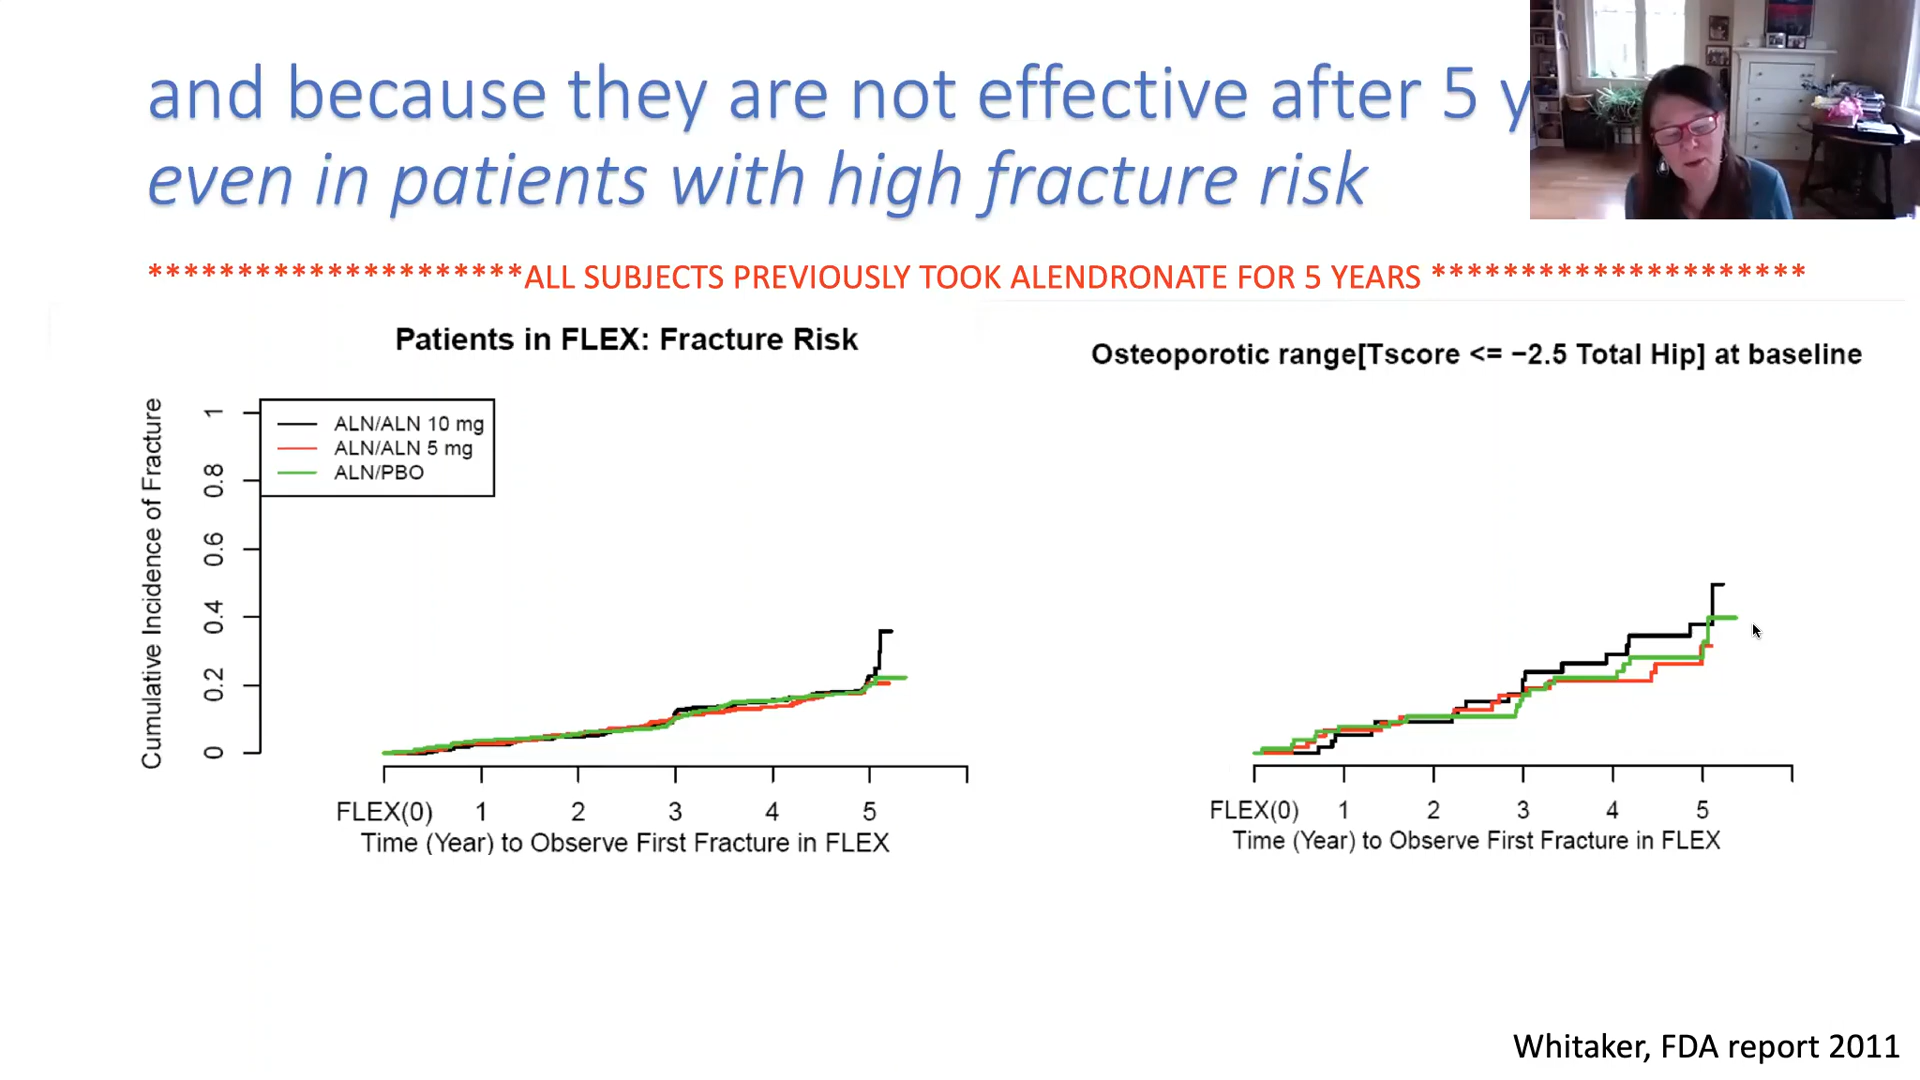 and because they are not effective after 5 y
even in patients with high fracture risk
*********************ALL SUBJECTS PREVIOUSLY TOOK ALENDRONATE FOR 5 YEARS *********************
Patients in FLEX: Fracture Risk
Osteoporotic range[Tscore <= −2.5 Total Hip] at baseline
Cumulative Incidence of Fracture
1
0.8
0.6
0.4
0.2
0
ALN/ALN 10 mg
ALN/ALN 5 mg
ALN/PBO
FLEX(0) 1 2 3 4 5
Time (Year) to Observe First Fracture in FLEX
FLEX(0) 1 2 3 4 5
Time (Year) to Observe First Fracture in FLEX
Whitaker, FDA report 2011